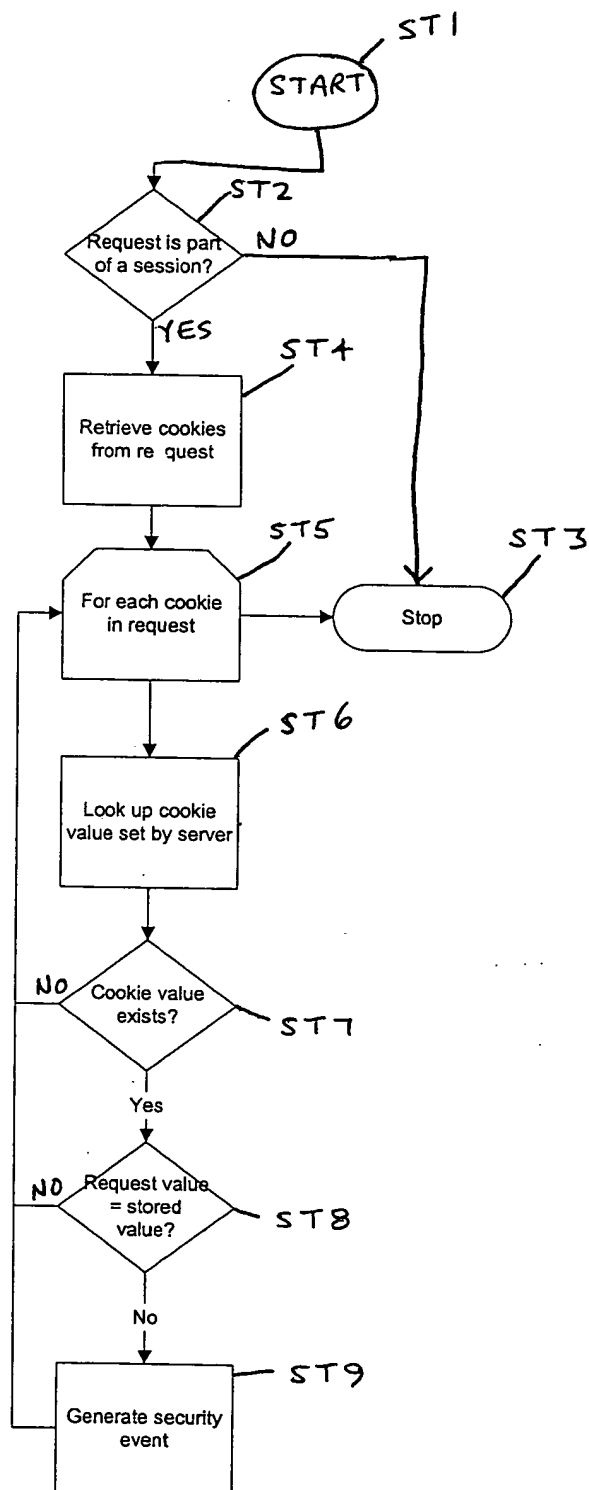 ST1
START
ST2
Request is part
of a session?
NO
YES
ST4
Retrieve cookies
from re quest
ST5
ST3
For each cookie
in request
Stop
ST6
Look up cookie
value set by server
NO
Cookie value
exists?
ST7
Yes
NO
Request value
= stored
value?
ST8
No
ST9
Generate security
event